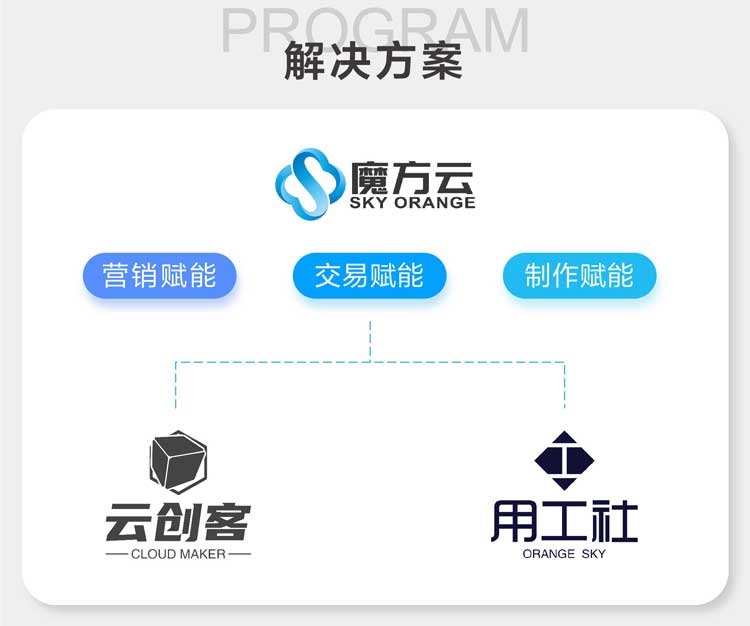 PROGRAM
解决方案
魔方云
SKY ORANGE
营销赋能 交易赋能 制作赋能
云创客
CLOUD MAKER
用工社
ORANGE SKY